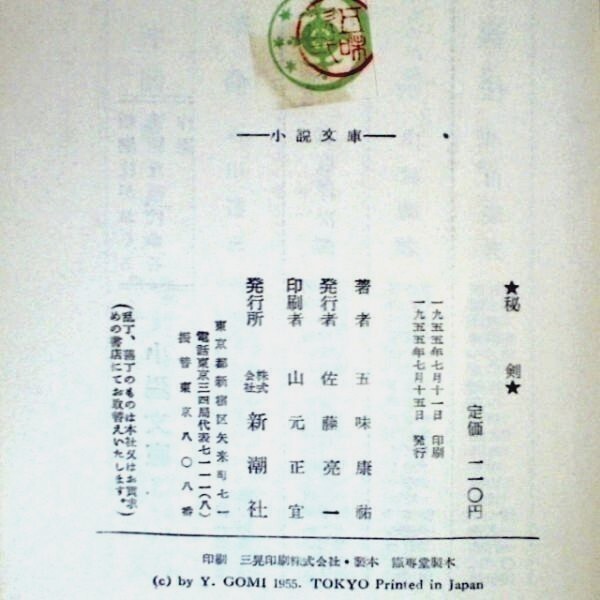 小説文庫
★秘 剣★
定価 一一〇円
一九五五年七月十一日 印刷
一九五五年七月十五日 発行
著者 五味康祐
発行者 佐藤亮一
印刷者 山元正宜
発行所 株式会社 新潮社
東京都新宿区矢来町七一
電話東京三四局代表七一一一(八)
振替東京八〇八番
(乱丁、落丁のものは本社又はお買求
めの書店にてお取替えいたします。)
印刷 三晃印刷株式会社・製本 製本
(c) by Y. GOMI 1955. TOKYO Printed in Japan